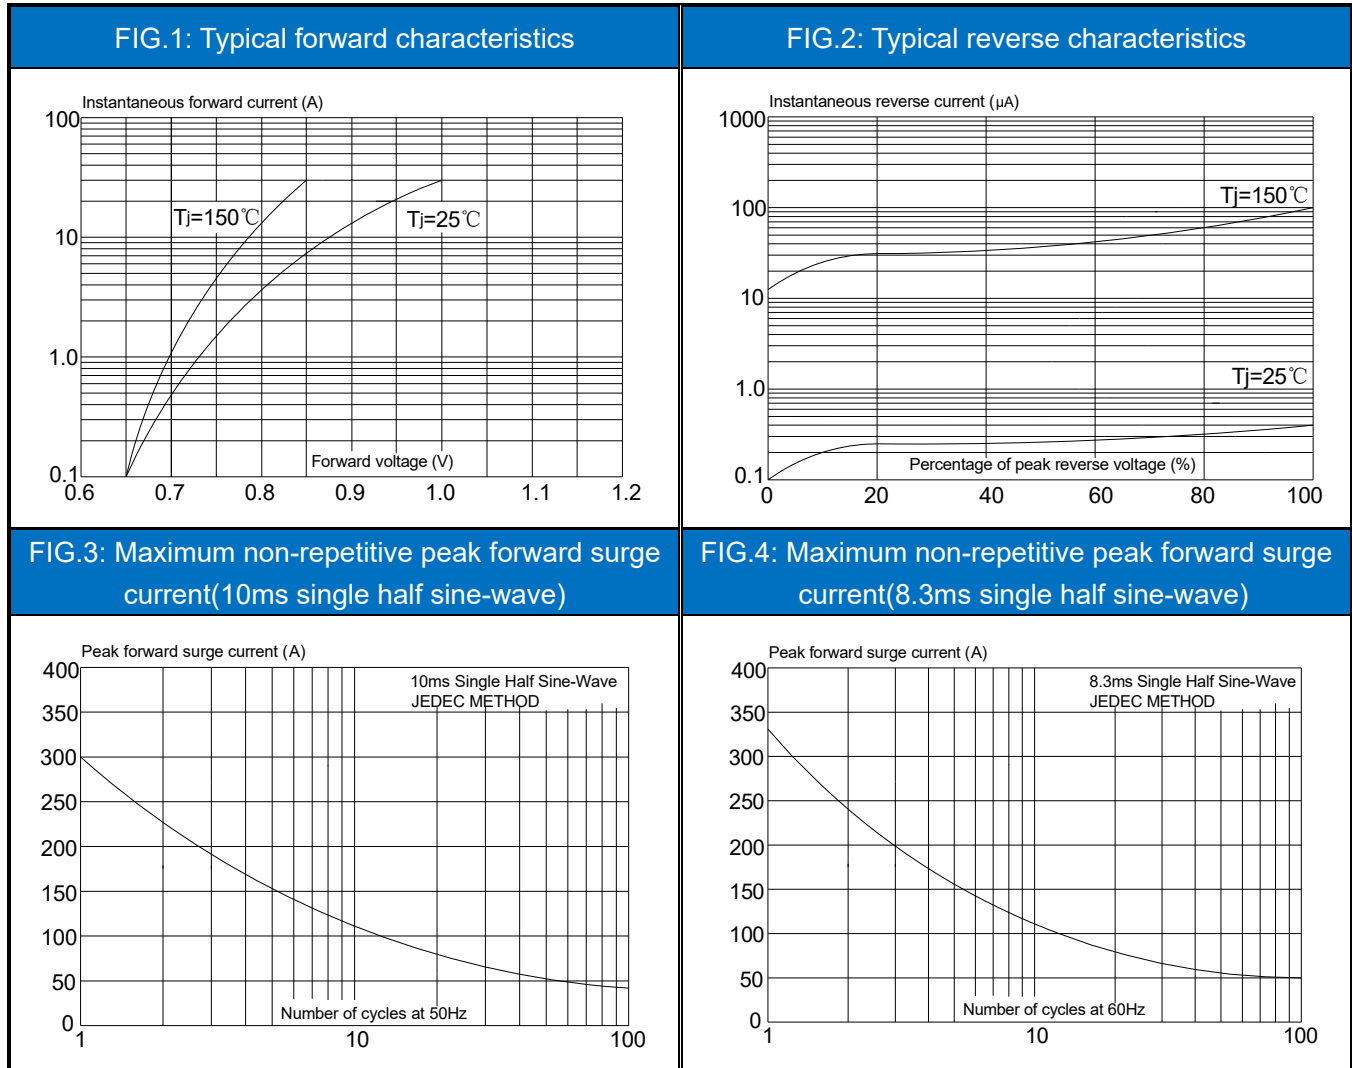 FIG.1: Typical forward characteristics
Instantaneous forward current (A)
100
Tj=150℃
Tj=25℃
10
1.0
Forward voltage (V)
0.1
0.6 0.7 0.8 0.9 1.0 1.1 1.2
FIG.2: Typical reverse characteristics
Instantaneous reverse current (μA)
1000
Tj=150℃
100
10
Tj=25℃
1.0
Percentage of peak reverse voltage (%)
0.1
0 20 40 60 80 100
FIG.3: Maximum non-repetitive peak forward surge
current(10ms single half sine-wave)
Peak forward surge current (A)
400
10ms Single Half Sine-Wave
JEDEC METHOD
350
300
250
200
150
100
50
Number of cycles at 50Hz
0
1 10 100
FIG.4: Maximum non-repetitive peak forward surge
current(8.3ms single half sine-wave)
Peak forward surge current (A)
400
8.3ms Single Half Sine-Wave
JEDEC METHOD
350
300
250
200
150
100
50
Number of cycles at 60Hz
0
1 10 100